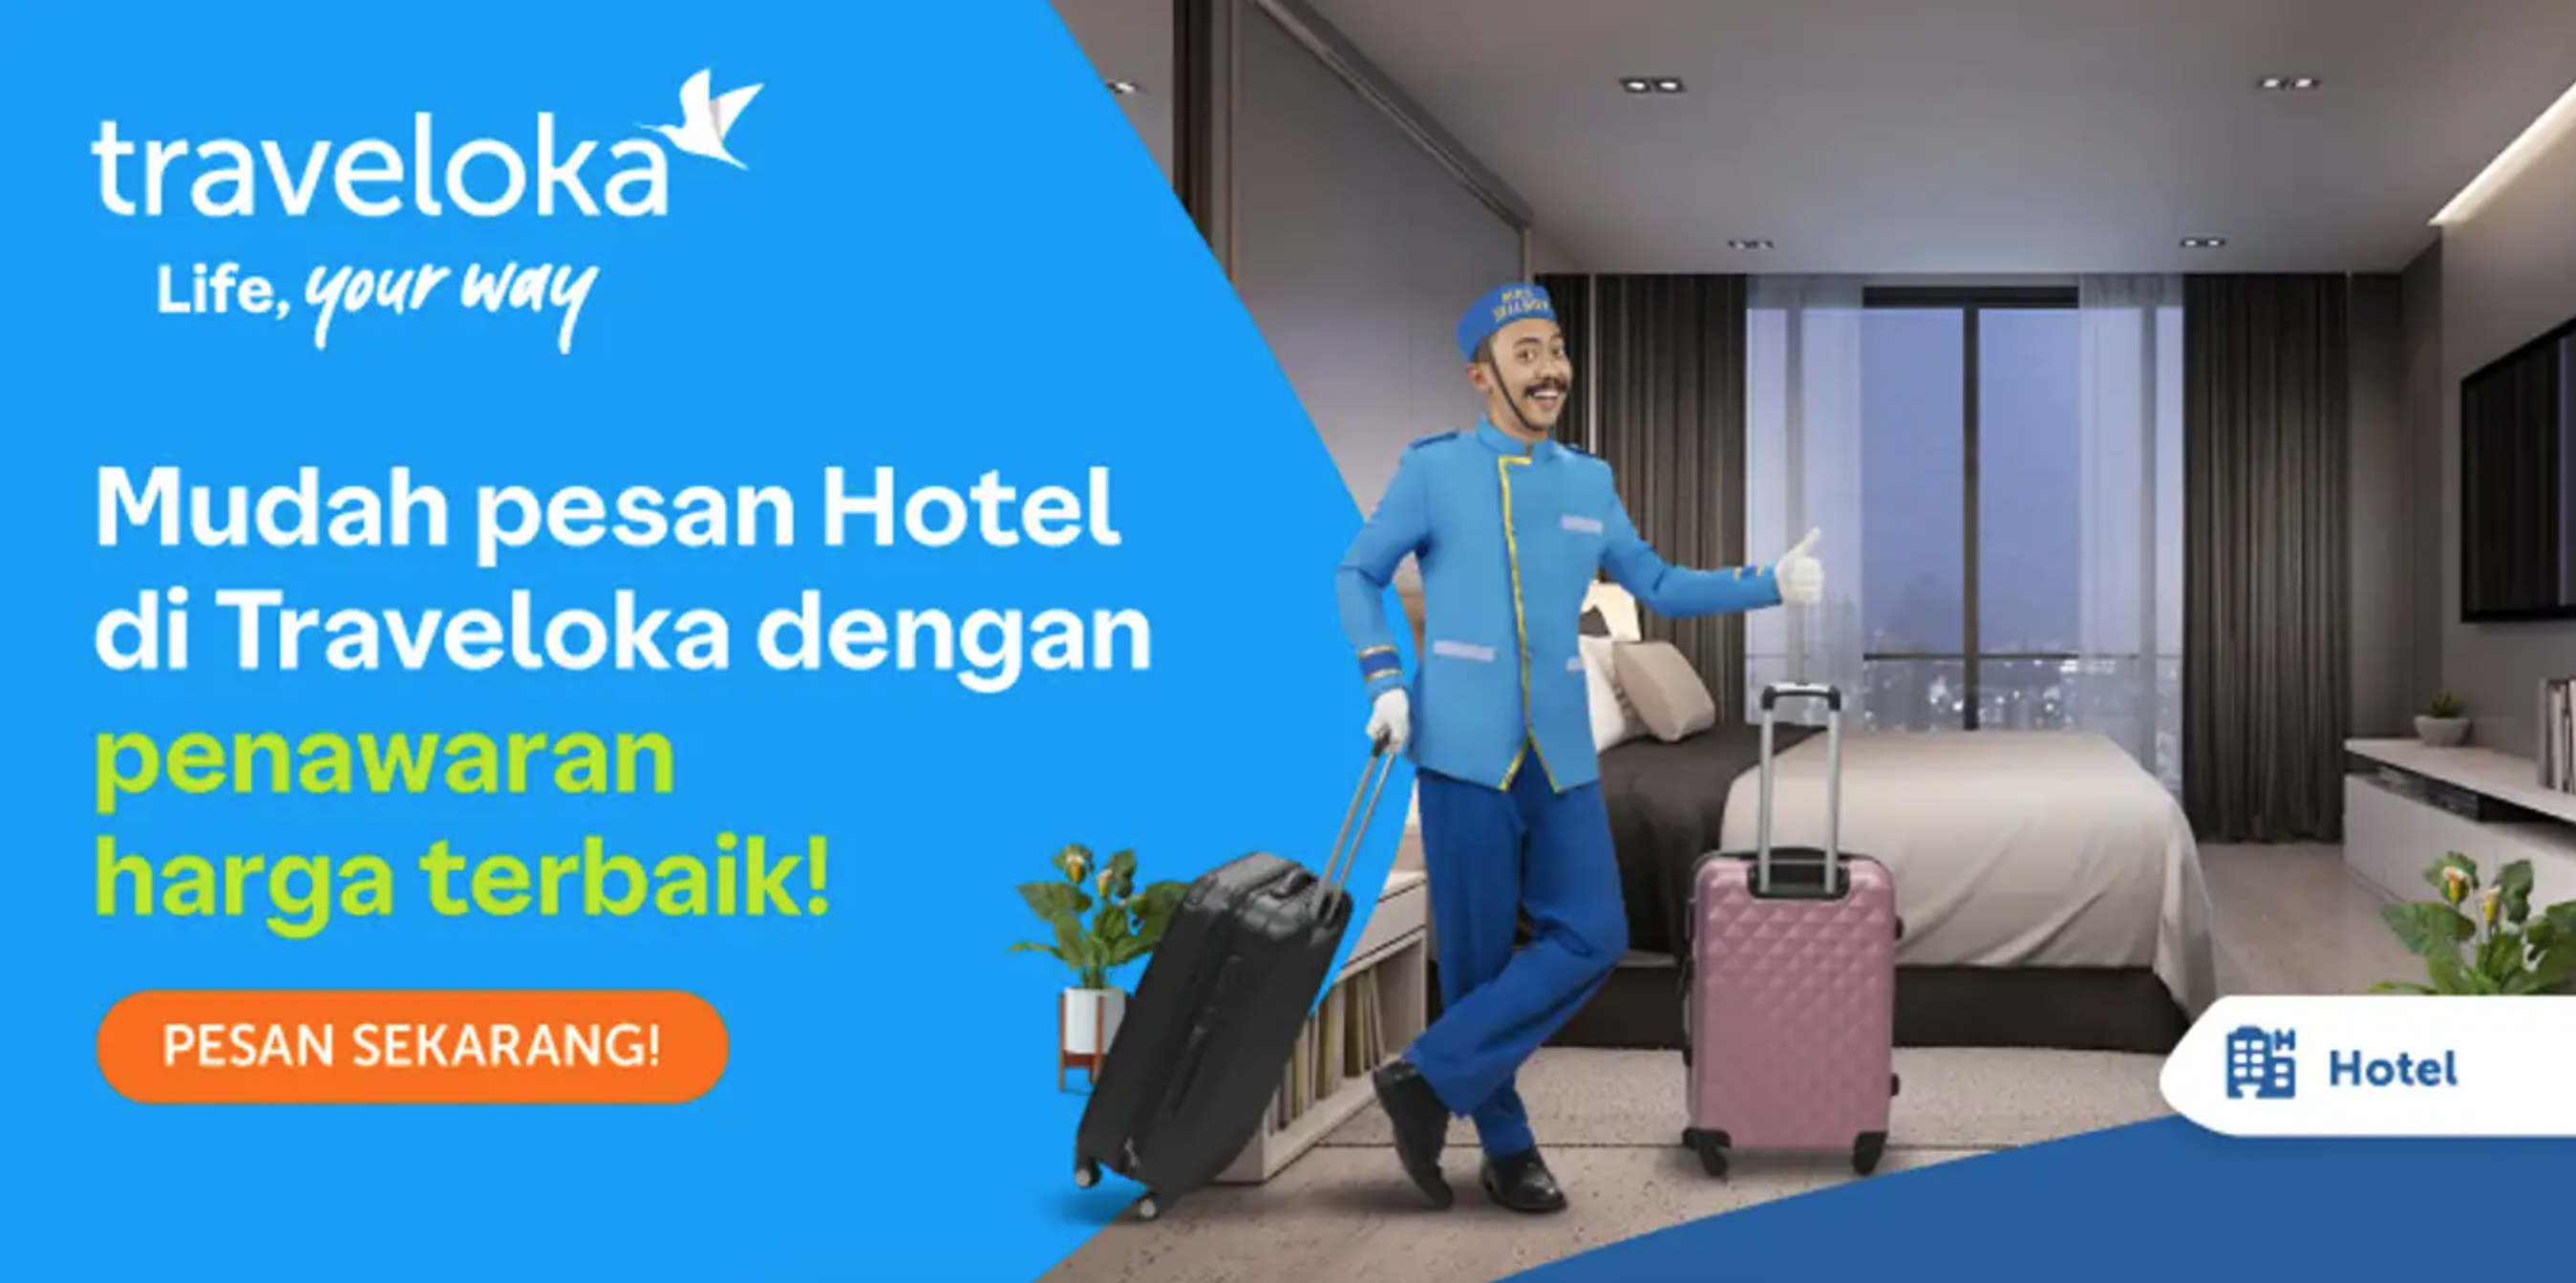 traveloka
Life, your way
Mudah pesan Hotel
di Traveloka dengan
penawaran
harga terbaik!
PESAN SEKARANG!
Hotel